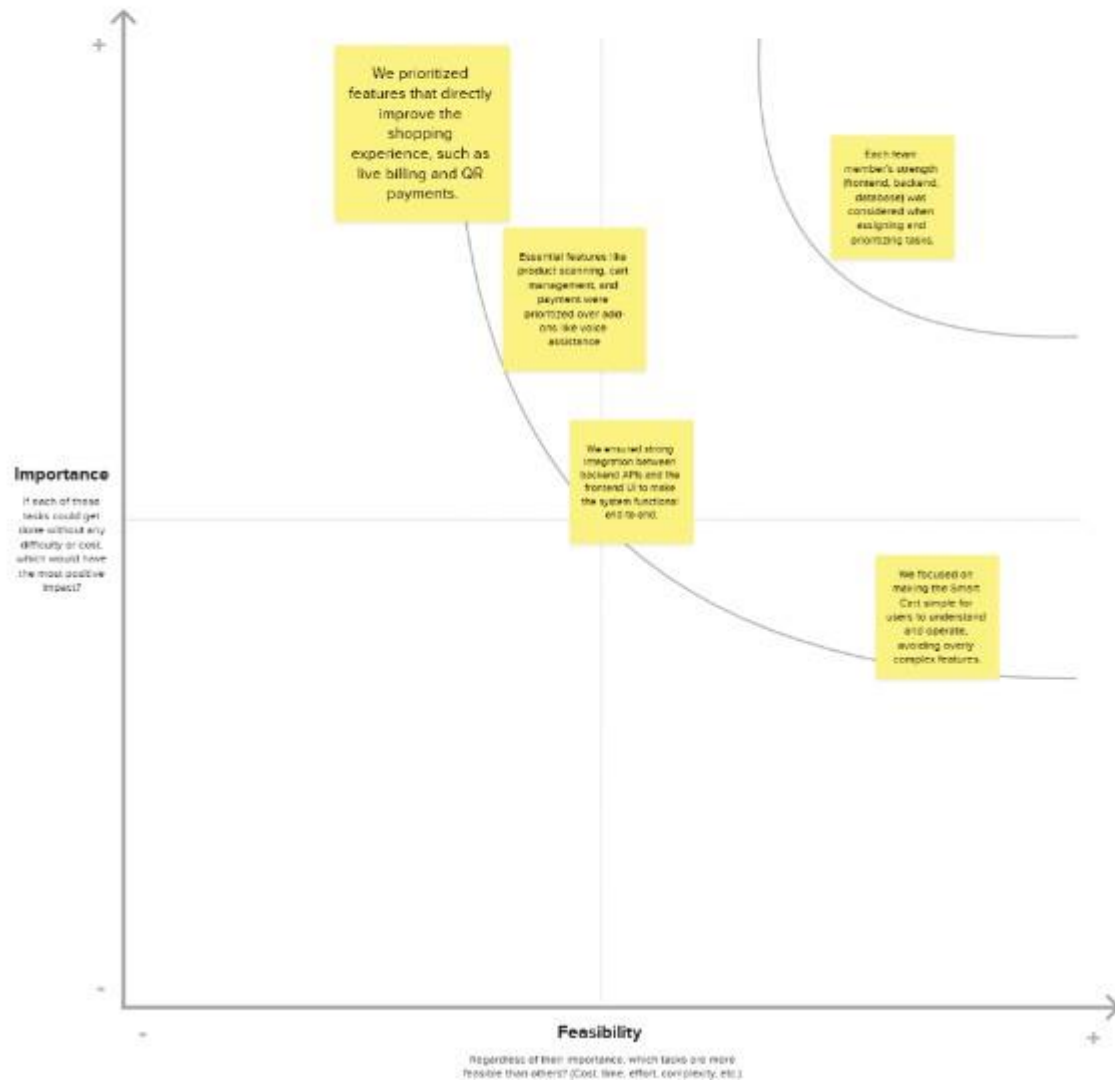 +
We prioritized
features that directly
improve the
shopping
experience, such as
live billing and QR
payments.
Each team
member's strength
(frontend, backend,
database) was
considered when
assigning and
prioritizing tasks.
Essential features like
product scanning, cart
management, and
payment were
prioritized over add-
ons like voice
assistance
We ensured strong
integration between
backend APIs and the
frontend UI to make
the system functional
end-to-end.
Importance
If each of these
tasks could get
done without any
difficulty or cost,
which would have
the most positive
impact?
We focused on
making the Smart
Cart simple for
users to understand
and operate,
avoiding overly
complex features.
-
-
Feasibility
+
Regardless of their importance, which tasks are more
feasible than others? (Cost, time, effort, complexity, etc.)